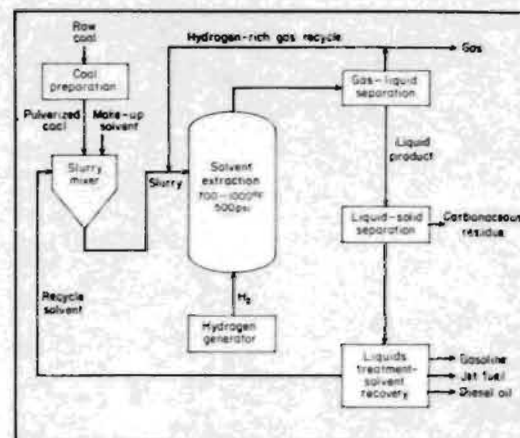 Raw
coal
Coal
preparation
Pulverized
coal
Make-up
solvent
Slurry
mixer
Slurry
Recycle
solvent
Hydrogen-rich gas recycle
Solvent
extraction
700-1000°F
500psi
H2
Hydrogen
generator
Gas-liquid
separation
Gas
Liquid
product
Liquid-solid
separation
Carbonaceous
residue
Liquids
treatment-
solvent
recovery
Gasoline
Jet fuel
Diesel oil